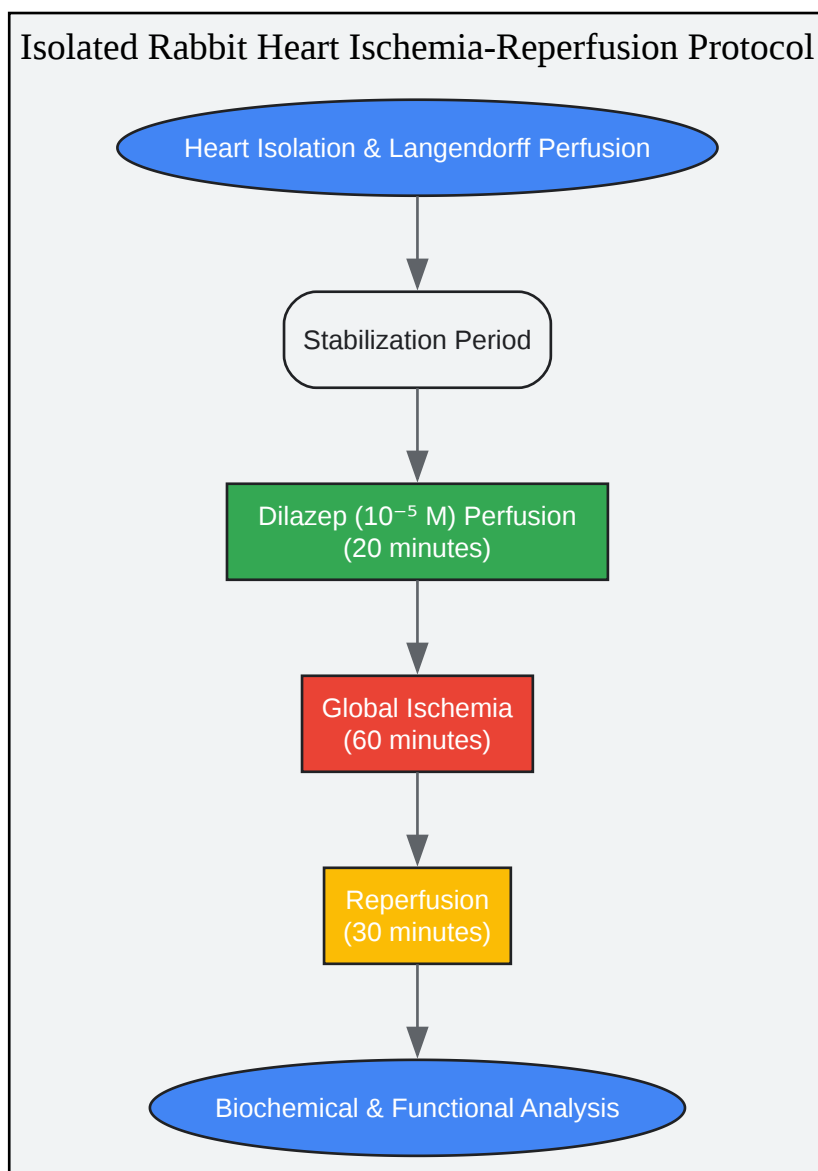 Isolated Rabbit Heart Ischemia-Reperfusion Protocol
Heart Isolation & Langendorff Perfusion
Stabilization Period
Dilazep (10⁻⁵ M) Perfusion
(20 minutes)
Global Ischemia
(60 minutes)
Reperfusion
(30 minutes)
Biochemical & Functional Analysis